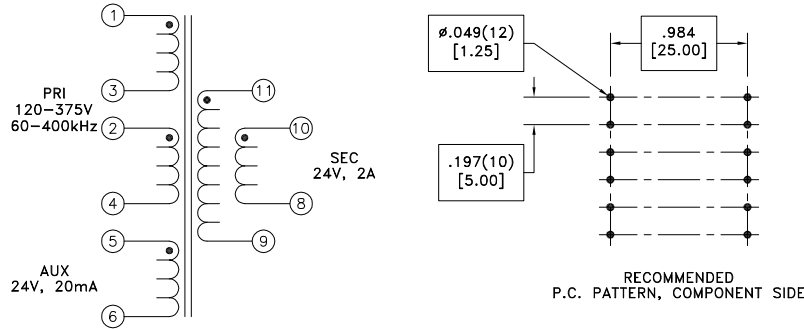 1
3
PRI
120-375V
60-400kHz
2
4
5
AUX
24V, 20mA
6
11
10
SEC
24V, 2A
8
9
ø.049(12)
[1.25]
.984
[25.00]
.197(10)
[5.00]
RECOMMENDED
P.C. PATTERN, COMPONENT SIDE